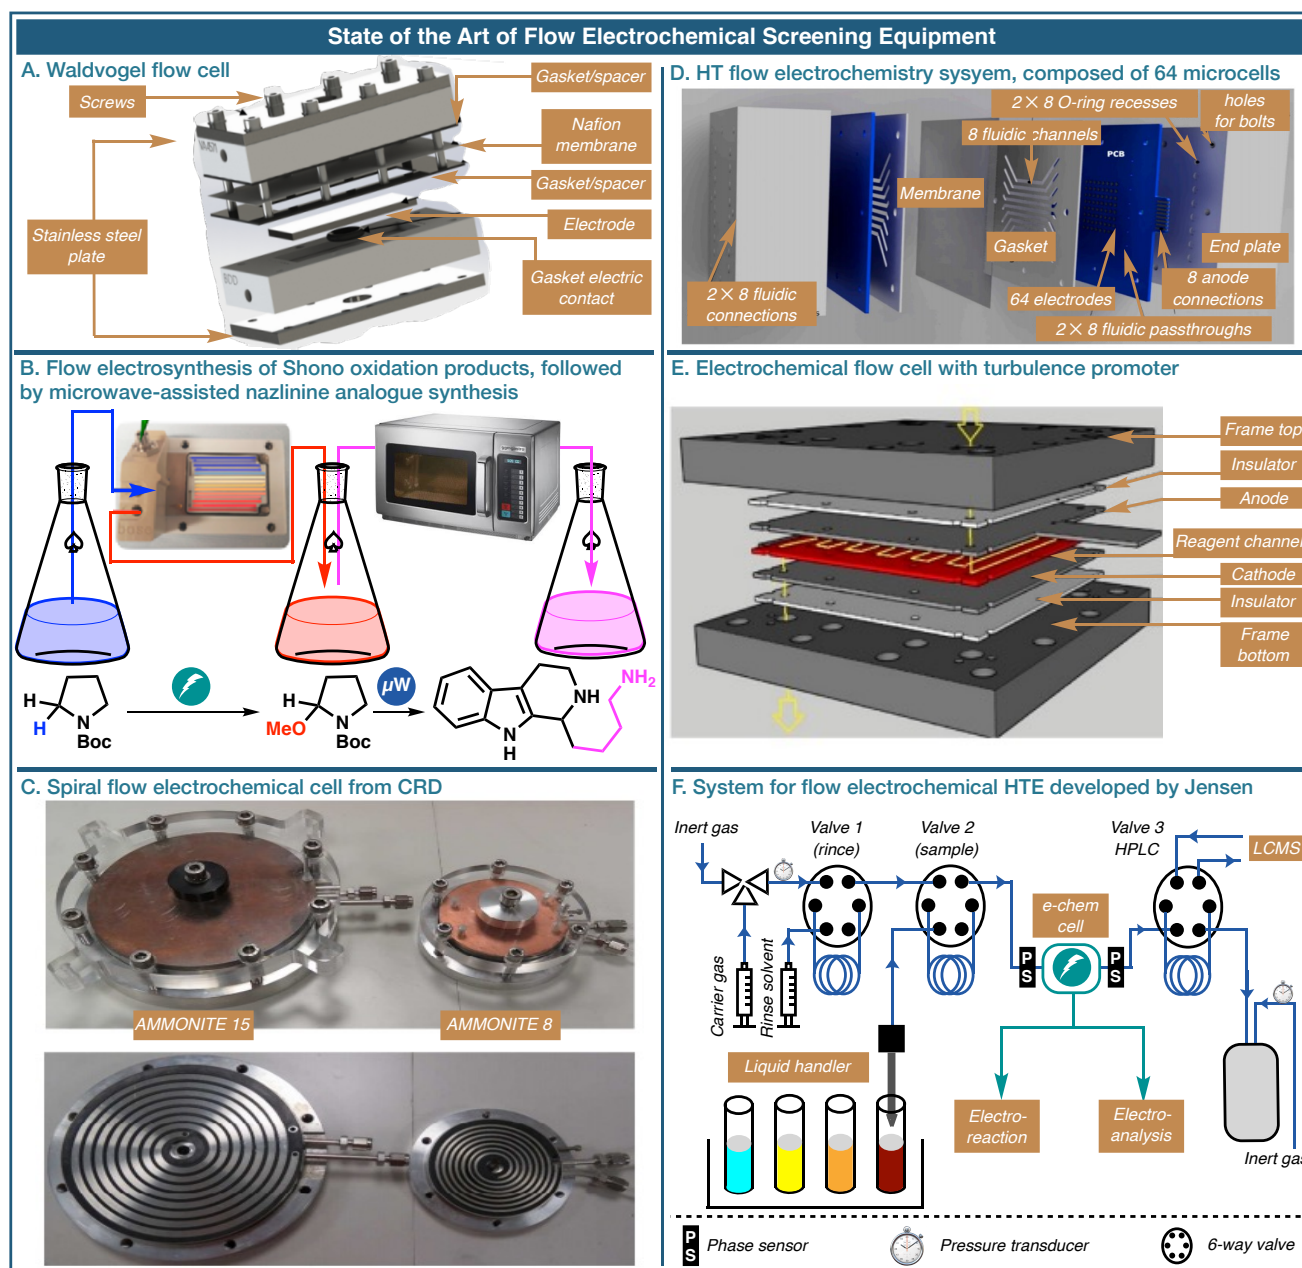 State of the Art of Flow Electrochemical Screening Equipment
A. Waldvogel flow cell
Screws
Gasket/spacer
Nafion
membrane
Gasket/spacer
Stainless steel
plate
Electrode
Gasket electric
contact
BDD
B. Flow electrosynthesis of Shono oxidation products, followed
by microwave-assisted nazlinine analogue synthesis
H
H
N
Boc
H
MeO
N
Boc
µW
NH2
NH
N
H
C. Spiral flow electrochemical cell from CRD
AMMONITE 15
AMMONITE 8
D. HT flow electrochemistry sysyem, composed of 64 microcells
2 × 8 O-ring recesses
holes
for bolts
8 fluidic channels
PCB
Membrane
Gasket
End plate
2 × 8 fluidic
connections
64 electrodes
8 anode
connections
2 × 8 fluidic passthroughs
E. Electrochemical flow cell with turbulence promoter
Frame top
Insulator
Anode
Reagent channel
Cathode
Insulator
Frame
bottom
F. System for flow electrochemical HTE developed by Jensen
Inert gas
Valve 1
(rince)
Valve 2
(sample)
Valve 3
HPLC
LCMS
e-chem
cell
PS
PS
Carrier gas
Rinse solvent
Liquid handler
Electro-
reaction
Electro-
analysis
Inert gas
PS
Phase sensor
Pressure transducer
6-way valve